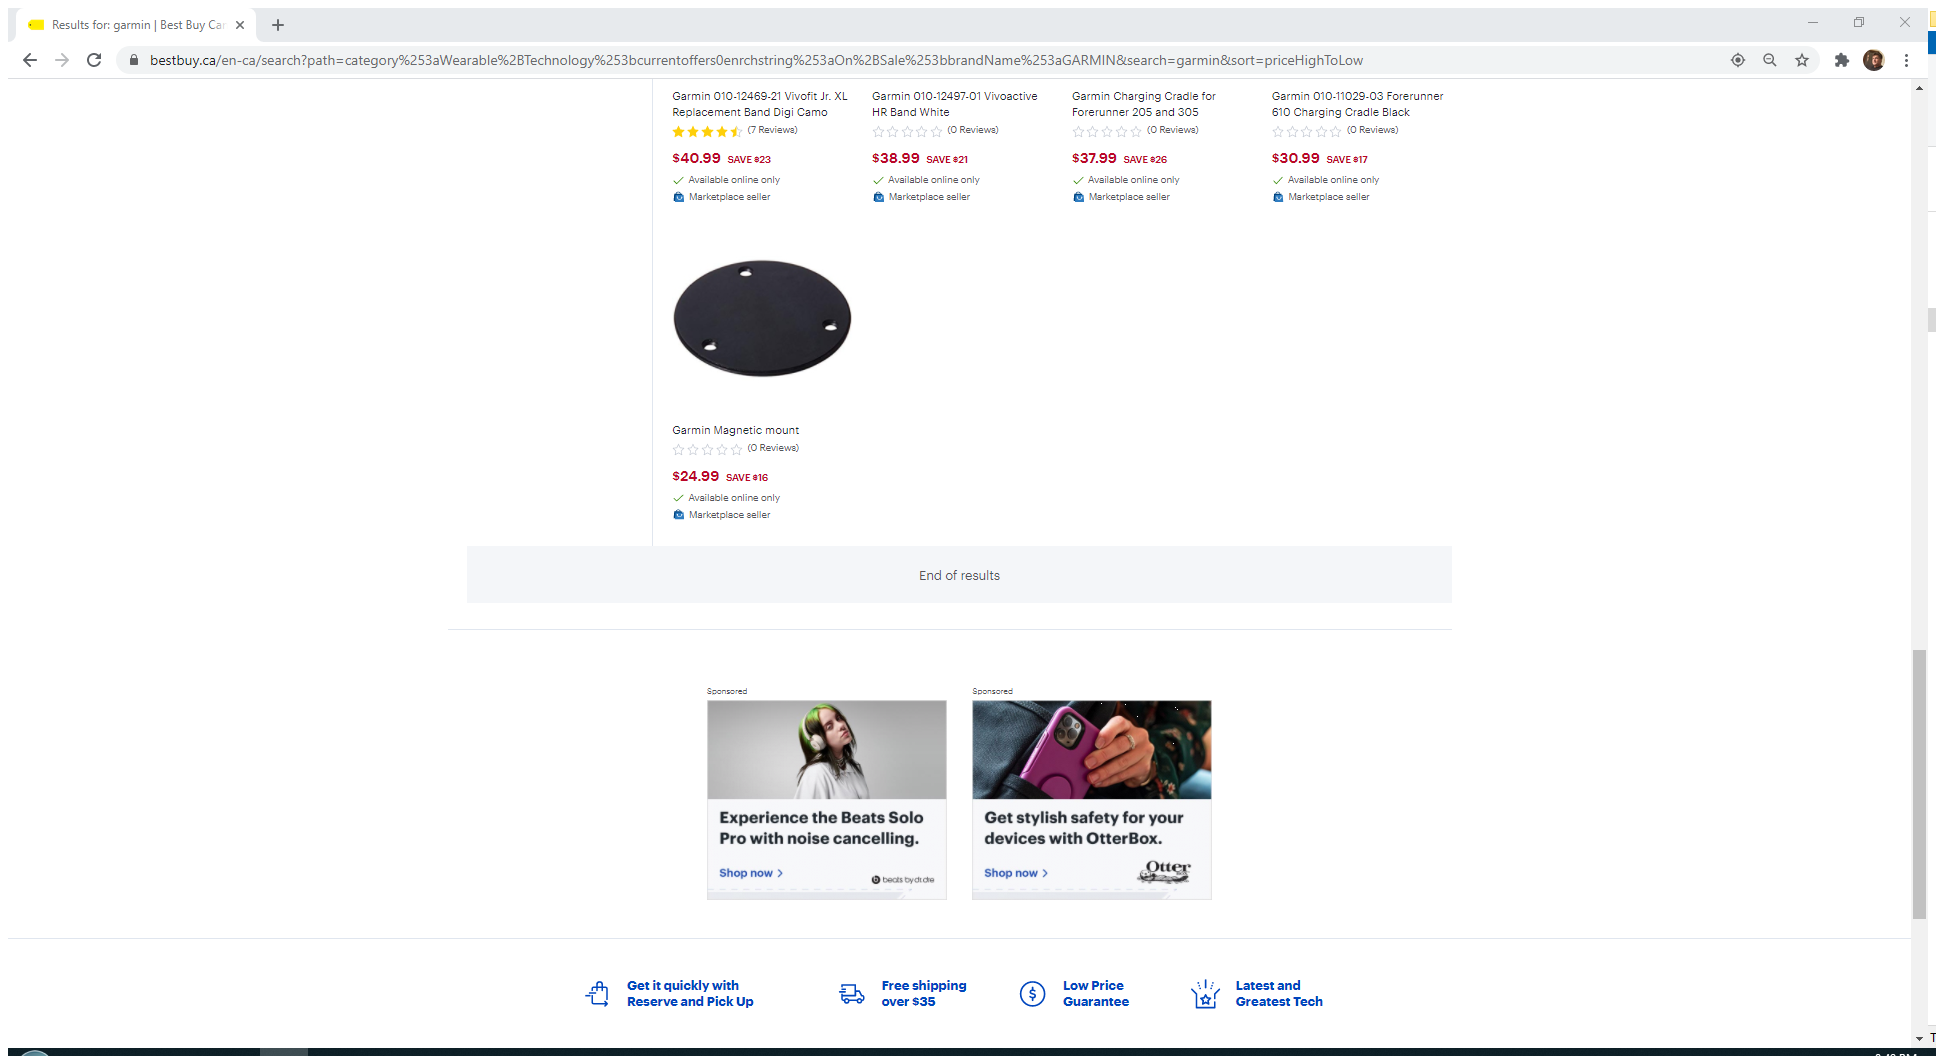 Results for: garmin | Best Buy Ca
bestbuy.ca/en-ca/search?path=category%253aWearable%2BTechnology%253bcurrentoffers0enrchstring%253aOn%2BSale%253bbrandName%253aGARMIN&search=garmin&sort=priceHighToLow
Garmin 010-12469-21 Vivofit Jr. XL
Replacement Band Digi Camo
(7 Reviews)
$40.99 SAVE $23
Available online only
Marketplace seller
Garmin 010-12497-01 Vivoactive
HR Band White
(0 Reviews)
$38.99 SAVE $21
Available online only
Marketplace seller
Garmin Charging Cradle for
Forerunner 205 and 305
(0 Reviews)
$37.99 SAVE $26
Available online only
Marketplace seller
Garmin 010-11029-03 Forerunner
610 Charging Cradle Black
(0 Reviews)
$30.99 SAVE $17
Available online only
Marketplace seller
Garmin Magnetic mount
(0 Reviews)
$24.99 SAVE $16
Available online only
Marketplace seller
End of results
Sponsored
Experience the Beats Solo
Pro with noise cancelling.
Shop now >
beats by dr.dre
Sponsored
Get stylish safety for your
devices with OtterBox.
Shop now >
Otter
Get it quickly with
Reserve and Pick Up
Free shipping
over $35
Low Price
Guarantee
Latest and
Greatest Tech